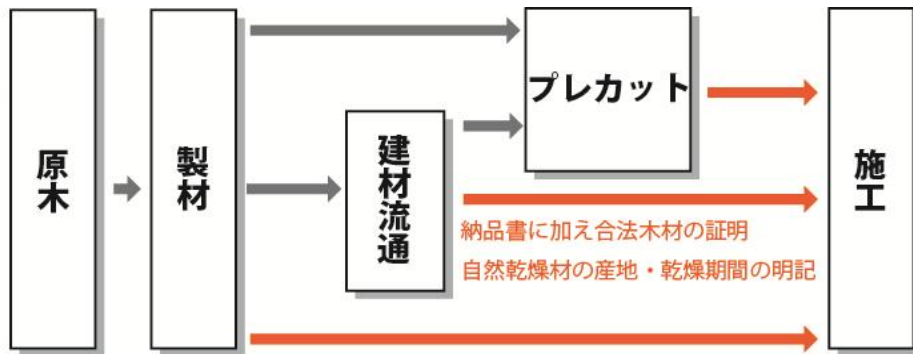 原木
製材
建材流通
プレカット
施工
納品書に加え合法木材の証明
自然乾燥材の産地・乾燥期間の明記